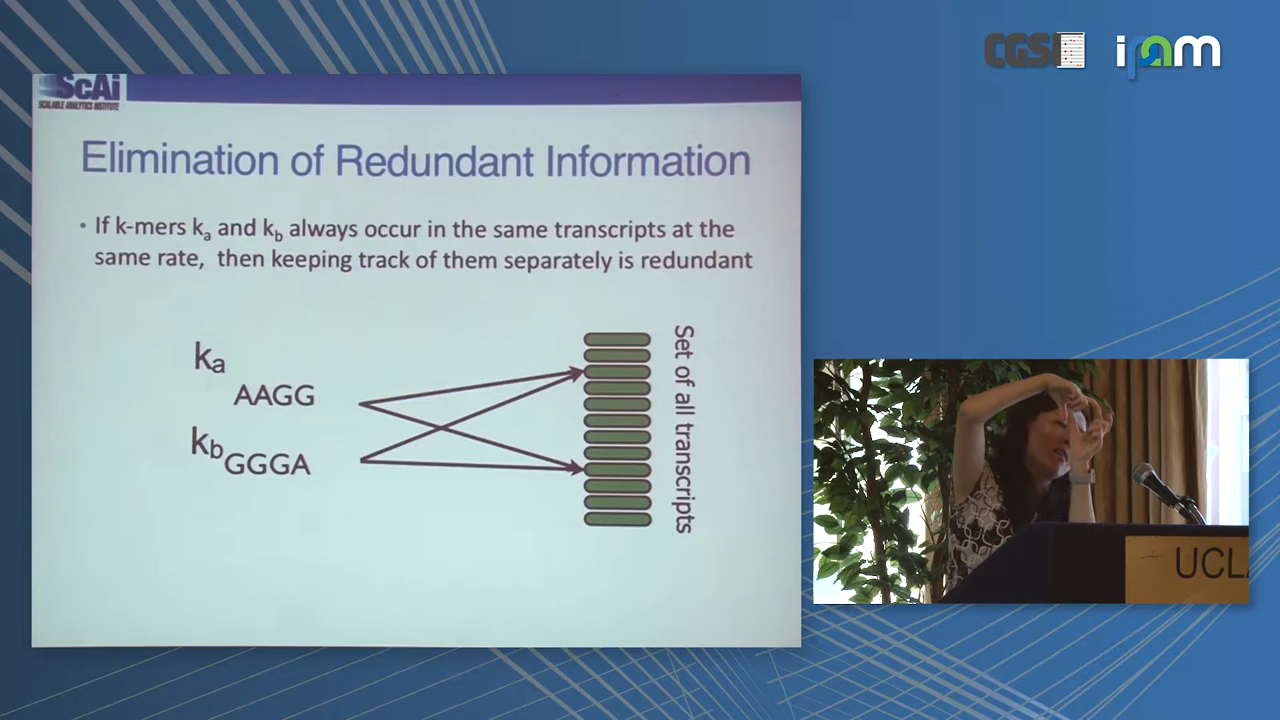 CGSI
ipam
ScAi
SCALABLE ANALYTICS INSTITUTE
Elimination of Redundant Information
• If k-mers ka and kb always occur in the same transcripts at the
same rate, then keeping track of them separately is redundant
ka
AAGG
kb
GGGA
Set of all transcripts
UCLA